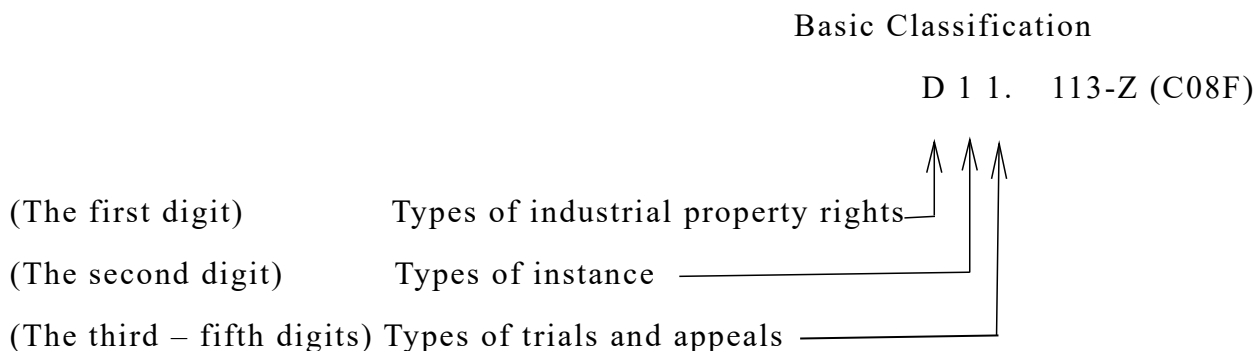 Basic Classification
D 1 1. 113-Z (C08F)
(The first digit) Types of industrial property rights
(The second digit) Types of instance
(The third – fifth digits) Types of trials and appeals